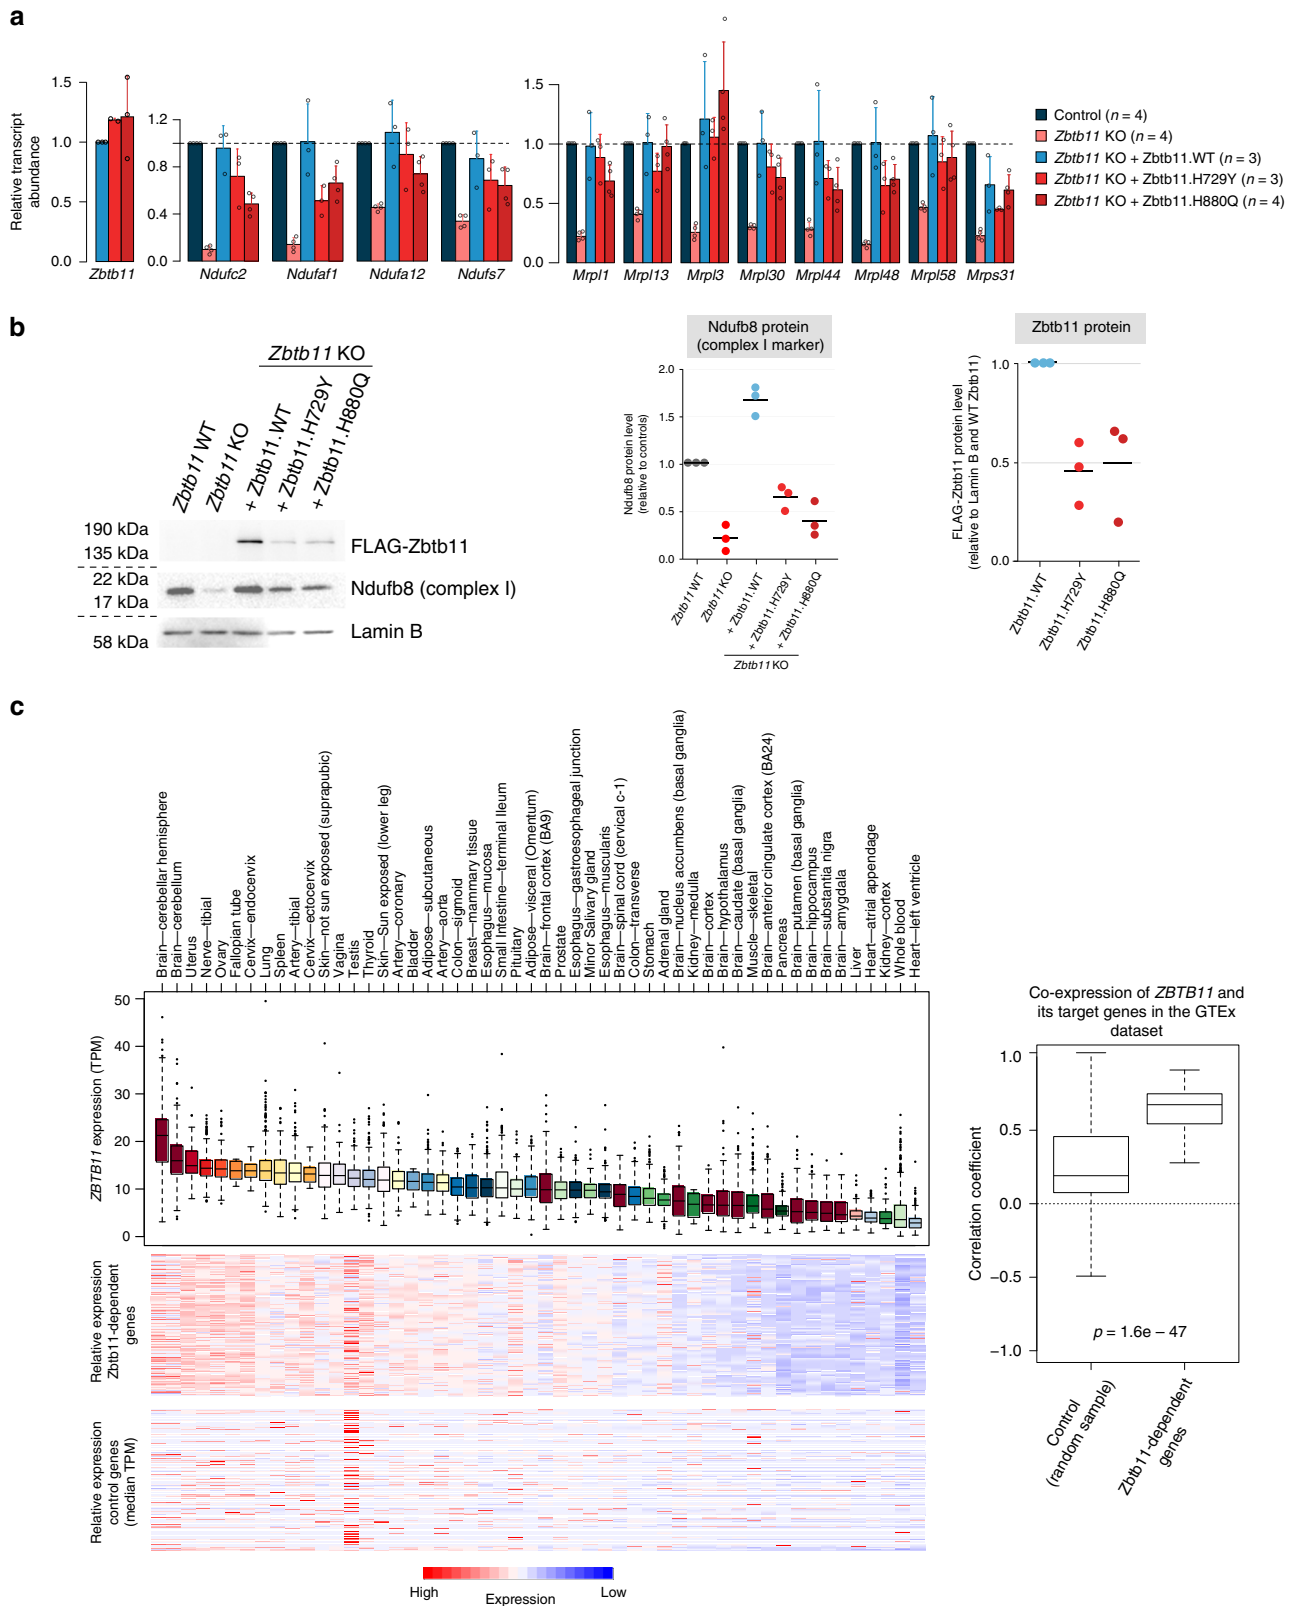 a
Relative transcript
abundance
1.5
1.0
0.5
0.0
Zbtb11
1.2
0.8
0.4
0.0
Ndufc2
Ndufaf1
Ndufa12
Ndufs7
1.5
1.0
0.5
0.0
Mrpl1
Mrpl13
Mrpl3
Mrpl30
Mrpl44
Mrpl48
Mrpl58
Mrps31
Control (n = 4)
Zbtb11 KO (n = 4)
Zbtb11 KO + Zbtb11.WT (n = 3)
Zbtb11 KO + Zbtb11.H729Y (n = 3)
Zbtb11 KO + Zbtb11.H880Q (n = 4)
b
Zbtb11 KO
Zbtb11 WT
Zbtb11 KO
+ Zbtb11.WT
+ Zbtb11.H729Y
+ Zbtb11.H880Q
190 kDa
135 kDa
22 kDa
17 kDa
58 kDa
FLAG-Zbtb11
Ndufb8 (complex I)
Lamin B
Ndufb8 protein
(complex I marker)
Ndufb8 protein level
(relative to controls)
2.0
1.5
1.0
0.5
0.0
Zbtb11 WT
Zbtb11 KO
+ Zbtb11.WT
+ Zbtb11.H729Y
+ Zbtb11.H880Q
Zbtb11 KO
Zbtb11 protein
FLAG-Zbtb11 protein level
(relative to Lamin B and WT Zbtb11)
1.0
0.5
0.0
Zbtb11.WT
Zbtb11.H729Y
Zbtb11.H880Q
c
Brain—cerebellar hemisphere
Brain—cerebellum
Uterus
Nerve—tibial
Ovary
Fallopian tube
Cervix—endocervix
Lung
Spleen
Artery—tibial
Cervix—ectocervix
Skin—not sun exposed (suprapubic)
Vagina
Testis
Thyroid
Skin—Sun exposed (lower leg)
Artery—coronary
Bladder
Adipose—subcutaneous
Artery—aorta
Colon—sigmoid
Breast—mammary tissue
Esophagus—mucosa
Small Intestine—terminal Ileum
Pituitary
Adipose—visceral (Omentum)
Brain—frontal cortex (BA9)
Prostate
Esophagus—gastroesophageal junction
Minor Salivary gland
Esophagus—muscularis
Brain—spinal cord (cervical c-1)
Colon—transverse
Stomach
Adrenal gland
Brain—nucleus accumbens (basal ganglia)
Kidney—medulla
Brain—cortex
Brain—hypothalamus
Brain—caudate (basal ganglia)
Muscle—skeletal
Brain—anterior cingulate cortex (BA24)
Pancreas
Brain—putamen (basal ganglia)
Brain—hippocampus
Brain—substantia nigra
Brain—amygdala
Liver
Heart—atrial appendage
Kidney—cortex
Whole blood
Heart—left ventricle
ZBTB11 expression (TPM)
50
40
30
20
10
0
Relative expression
Zbtb11-dependent
genes
Relative expression
control genes
(median TPM)
High
Expression
Low
Co-expression of ZBTB11 and
its target genes in the GTEx
dataset
Correlation coefficient
1.0
0.5
0.0
−0.5
−1.0
p = 1.6e − 47
Control
(random sample)
Zbtb11-dependent
genes